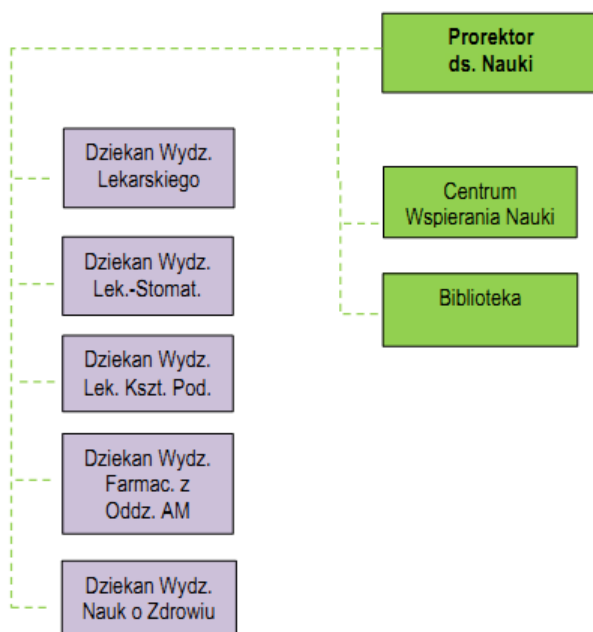 Prorektor
ds. Nauki
Dziekan Wydz.
Lekarskiego
Centrum
Wspierania Nauki
Dziekan Wydz.
Lek.-Stomat.
Biblioteka
Dziekan Wydz.
Lek. Kszt. Pod.
Dziekan Wydz.
Farmac. z
Oddz. AM
Dziekan Wydz.
Nauk o Zdrowiu